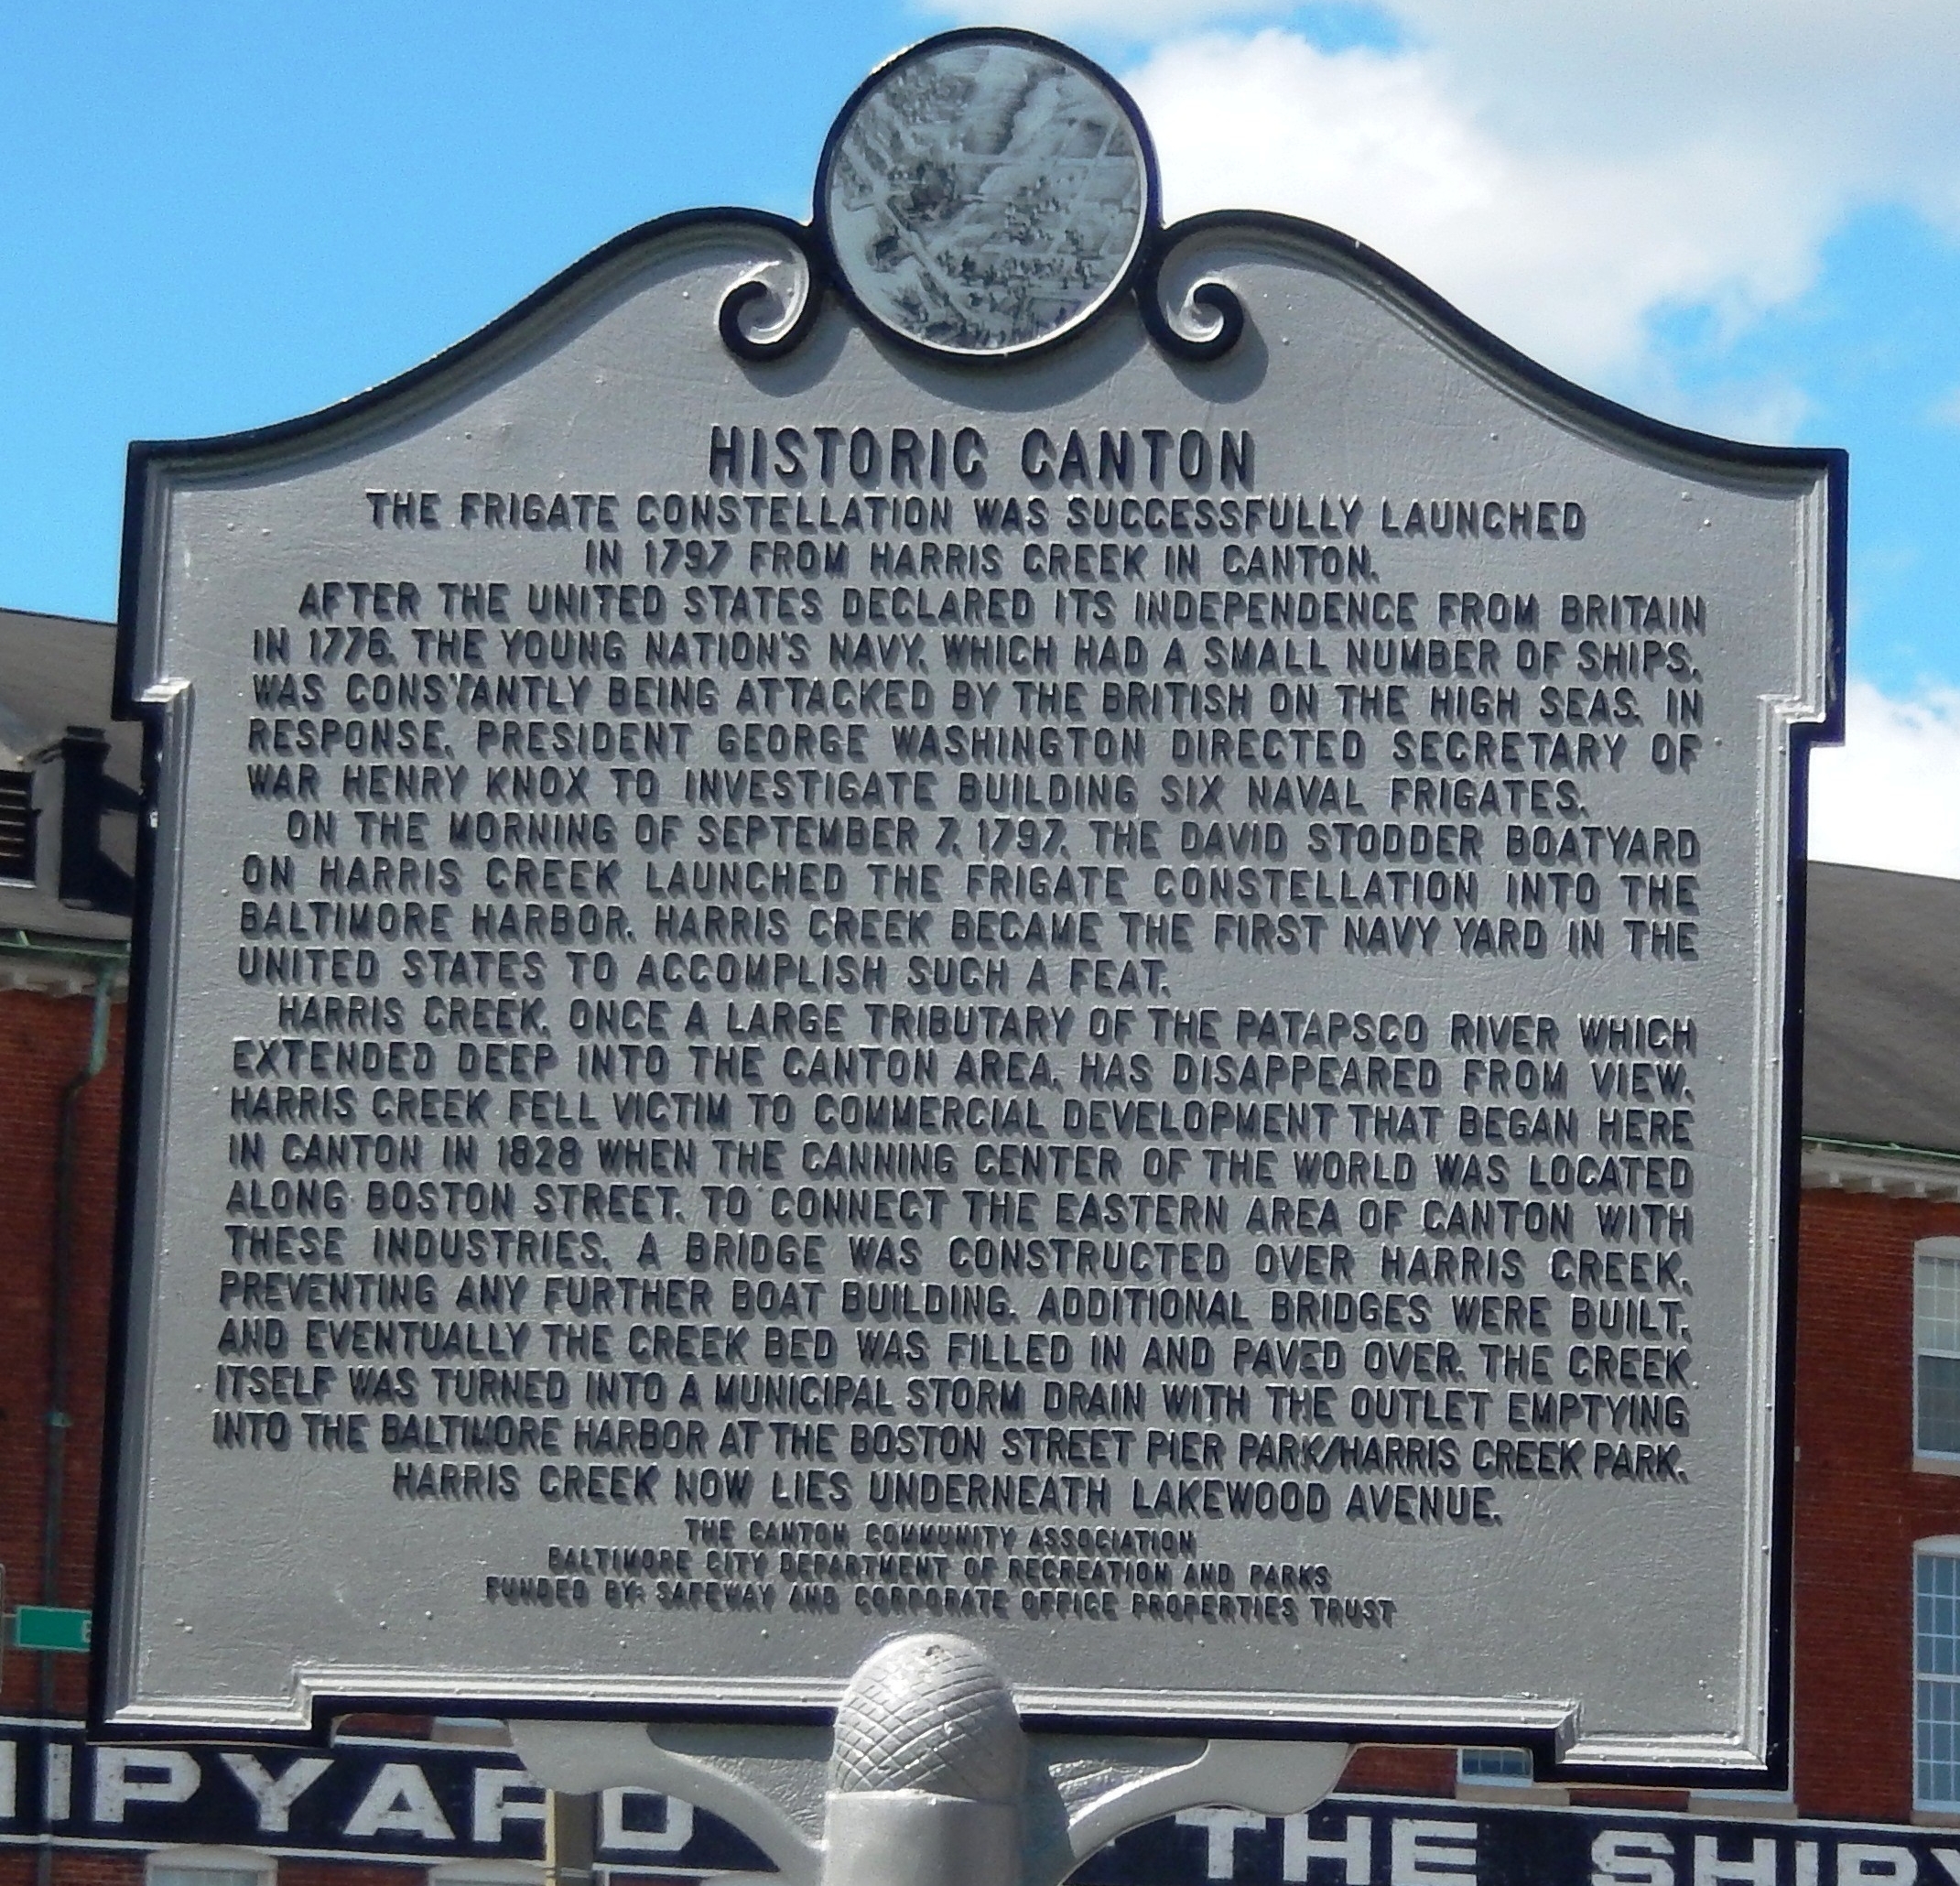 HISTORIC CANTON
THE FRIGATE CONSTELLATION WAS SUCCESSFULLY LAUNCHED
IN 1797 FROM HARRIS CREEK IN CANTON.
AFTER THE UNITED STATES DECLARED ITS INDEPENDENCE FROM BRITAIN
IN 1776, THE YOUNG NATION'S NAVY, WHICH HAD A SMALL NUMBER OF SHIPS,
WAS CONSTANTLY BEING ATTACKED BY THE BRITISH ON THE HIGH SEAS. IN
RESPONSE, PRESIDENT GEORGE WASHINGTON DIRECTED SECRETARY OF
WAR HENRY KNOX TO INVESTIGATE BUILDING SIX NAVAL FRIGATES.
ON THE MORNING OF SEPTEMBER 7, 1797, THE DAVID STODDER BOATYARD
ON HARRIS CREEK LAUNCHED THE FRIGATE CONSTELLATION INTO THE
BALTIMORE HARBOR. HARRIS CREEK BECAME THE FIRST NAVY YARD IN THE
UNITED STATES TO ACCOMPLISH SUCH A FEAT.
HARRIS CREEK, ONCE A LARGE TRIBUTARY OF THE PATAPSCO RIVER WHICH
EXTENDED DEEP INTO THE CANTON AREA, HAS DISAPPEARED FROM VIEW.
HARRIS CREEK FELL VICTIM TO COMMERCIAL DEVELOPMENT THAT BEGAN HERE
IN CANTON IN 1828 WHEN THE CANNING CENTER OF THE WORLD WAS LOCATED
ALONG BOSTON STREET. TO CONNECT THE EASTERN AREA OF CANTON WITH
THESE INDUSTRIES, A BRIDGE WAS CONSTRUCTED OVER HARRIS CREEK,
PREVENTING ANY FURTHER BOAT BUILDING. ADDITIONAL BRIDGES WERE BUILT,
AND EVENTUALLY THE CREEK BED WAS FILLED IN AND PAVED OVER. THE CREEK
ITSELF WAS TURNED INTO A MUNICIPAL STORM DRAIN WITH THE OUTLET EMPTYING
INTO THE BALTIMORE HARBOR AT THE BOSTON STREET PIER PARK/HARRIS CREEK PARK.
HARRIS CREEK NOW LIES UNDERNEATH LAKEWOOD AVENUE.
THE CANTON COMMUNITY ASSOCIATION
BALTIMORE CITY DEPARTMENT OF RECREATION AND PARKS
FUNDED BY: SAFEWAY AND CORPORATE OFFICE PROPERTIES TRUST
IPYARD
THE SHIPY